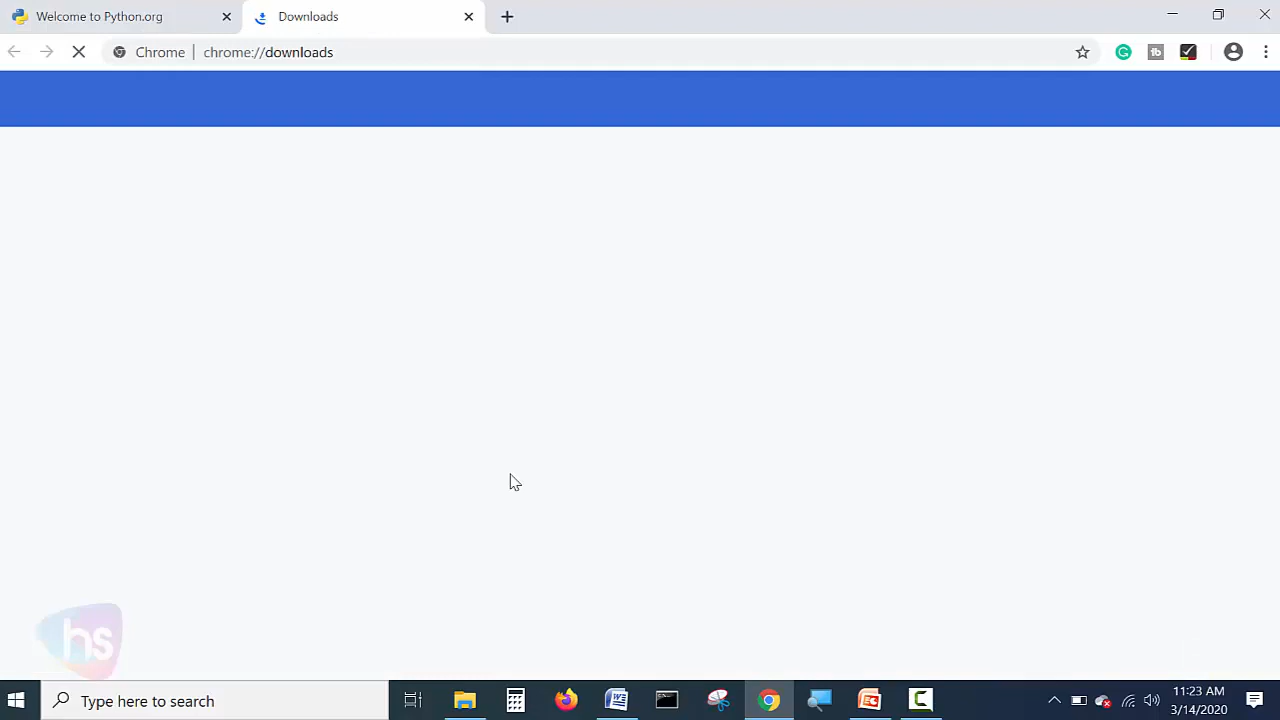 Welcome to Python.org
Downloads
Chrome
chrome://downloads
hs
Type here to search
11:23 AM
3/14/2020